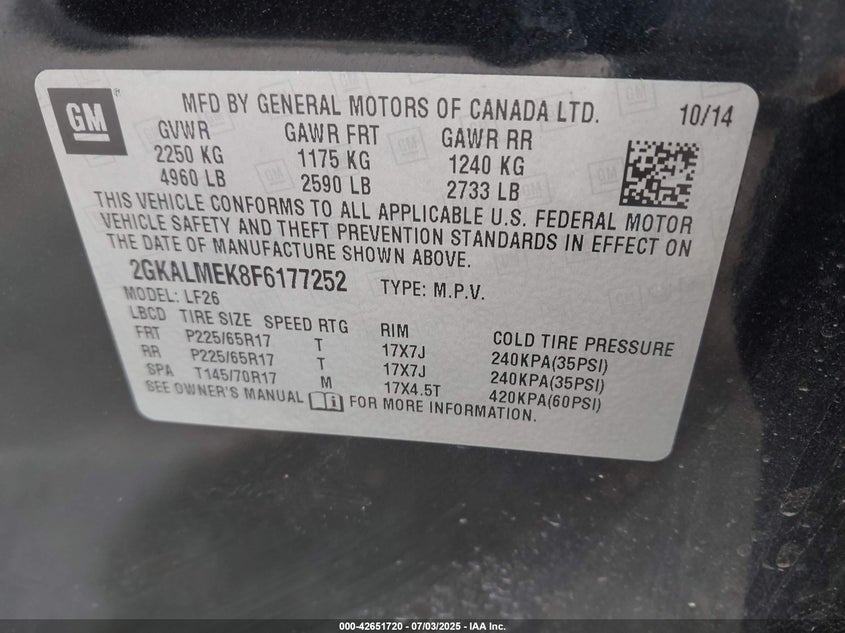 GM
MFD BY GENERAL MOTORS OF CANADA LTD. 10/14
GVWR GAWR FRT GAWR RR
2250 KG 1175 KG 1240 KG
4960 LB 2590 LB 2733 LB
THIS VEHICLE CONFORMS TO ALL APPLICABLE U.S. FEDERAL MOTOR
VEHICLE SAFETY AND THEFT PREVENTION STANDARDS IN EFFECT ON
THE DATE OF MANUFACTURE SHOWN ABOVE.
2GKALMEK8F6177252 TYPE: M.P.V.
MODEL: LF26
LBCD TIRE SIZE SPEED RTG RIM COLD TIRE PRESSURE
FRT P225/65R17 T 17X7J 240KPA(35PSI)
RR P225/65R17 T 17X7J 240KPA(35PSI)
SPA T145/70R17 M 17X4.5T 420KPA(60PSI)
SEE OWNER'S MANUAL FOR MORE INFORMATION.
000-42651720 - 07/03/2025 - IAA Inc.